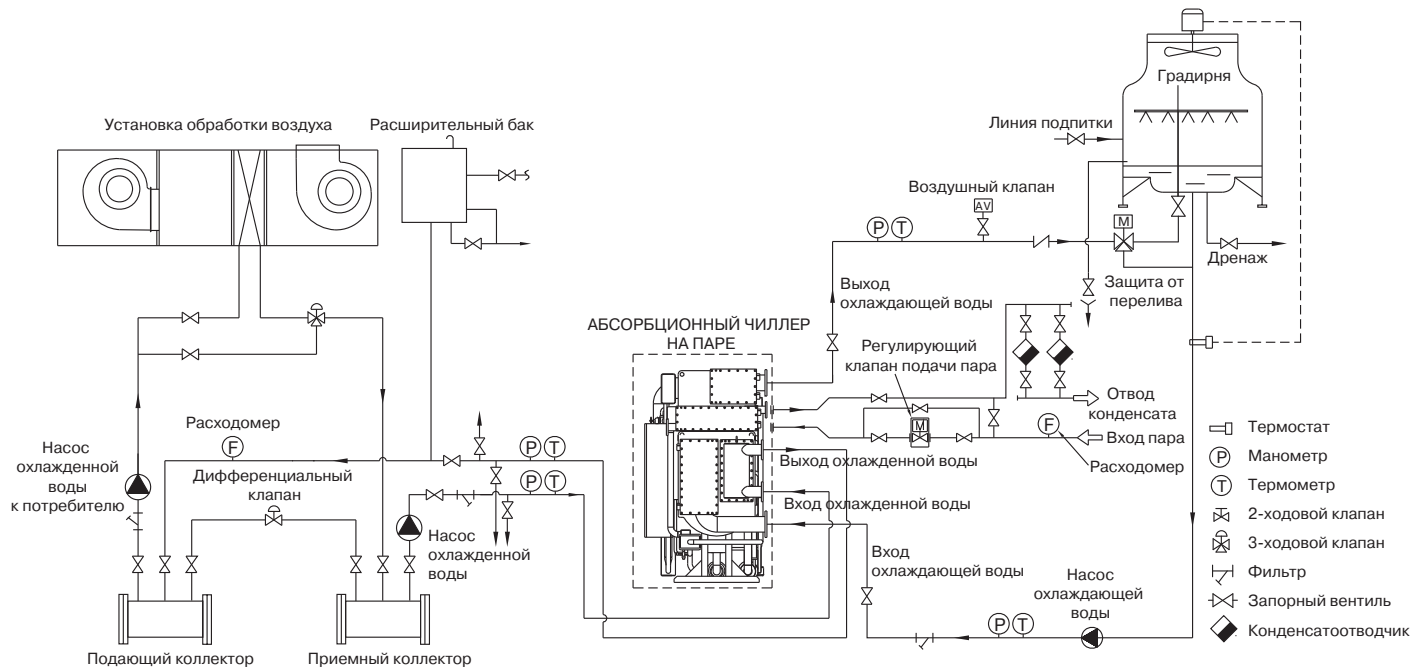 Градирня
Установка обработки воздуха
Расширительный бак
Линия подпитки
Воздушный клапан
AV
P T
M
Дренаж
Защита от
перелива
Выход
охлаждающей воды
АБСОРБЦИОННЫЙ ЧИЛЛЕР
НА ПАРЕ
Регулирующий
клапан подачи пара
Отвод
конденсата
M
F
Вход пара
Расходомер
Расходомер
F
P T
Выход охлажденной воды
Насос
охлажденной
воды
к потребителю
Дифференциальный
клапан
P T
Вход охлажденной воды
Насос
охлажденной
воды
Вход
охлаждающей воды
Насос
охлаждающей
воды
P T
Подающий коллектор
Приемный коллектор
Термостат
P Манометр
T Термометр
2-ходовой клапан
3-ходовой клапан
Фильтр
Запорный вентиль
Конденсатоотводчик